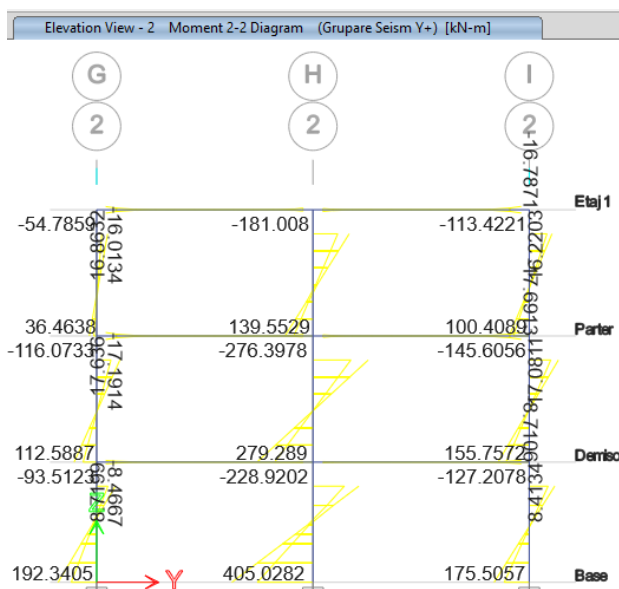 Elevation View - 2 Moment 2-2 Diagram (Grupare Seism Y+) [kN-m]
G H I
2 2 2
Etaj 1
-54.7859 -181.008 -113.4221
-16.0134
36.4638 139.5529 100.4089 Parter
-116.0733 -276.3978 -145.6056
-17.1914
112.5887 279.289 155.7572 Demiso
-93.5123 -228.9202 -127.2078
-8.4667
192.3405 405.0282 175.5057 Base
Y